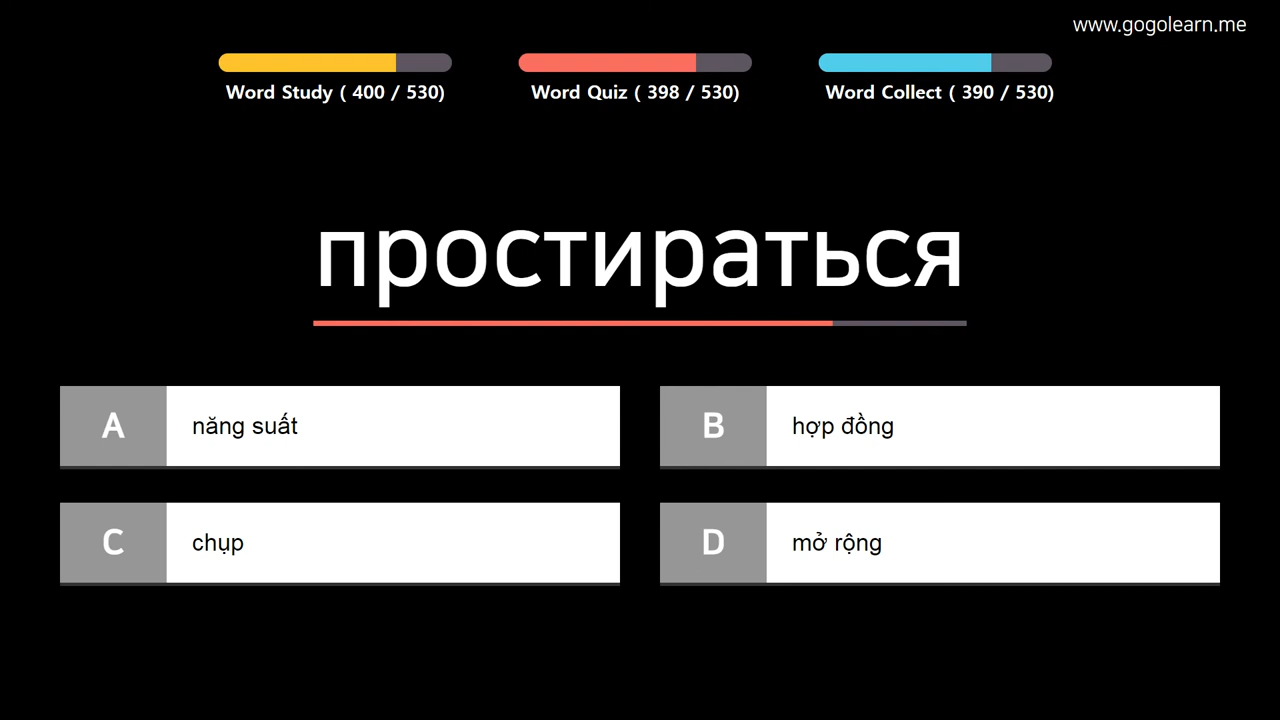 www.gogolearn.me
Word Study ( 400 / 530)
Word Quiz ( 398 / 530)
Word Collect ( 390 / 530)
простираться
A năng suất
B hợp đồng
C chụp
D mở rộng